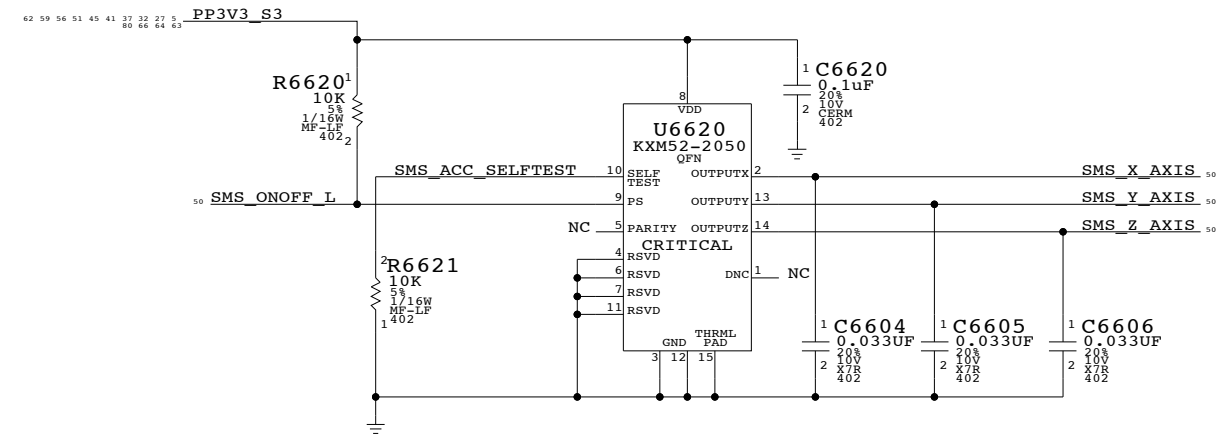 62 59 56 51 45 41 37 32 27 5
80 66 64 63
PP3V3_S3
R6620
1
10K
5%
1/16W
MF-LF
402
2
C6620
1
0.1uF
20%
10V
CERM
402
2
8
VDD
U6620
KXM52-2050
QFN
SMS_ACC_SELFTEST
10
SELF
TEST
OUTPUTX
2
SMS_X_AXIS
50
50
SMS_ONOFF_L
9
PS
OUTPUTY
13
SMS_Y_AXIS
50
NC
5
PARITY
OUTPUTZ
14
SMS_Z_AXIS
50
CRITICAL
4
RSVD
6
RSVD
DNC
1
NC
7
RSVD
11
RSVD
2
R6621
10K
5%
1/16W
MF-LF
402
1
GND
THRML
PAD
3
12
15
1
C6604
0.033UF
20%
10V
X7R
402
2
1
C6605
0.033UF
20%
10V
X7R
402
2
1
C6606
0.033UF
20%
10V
X7R
402
2